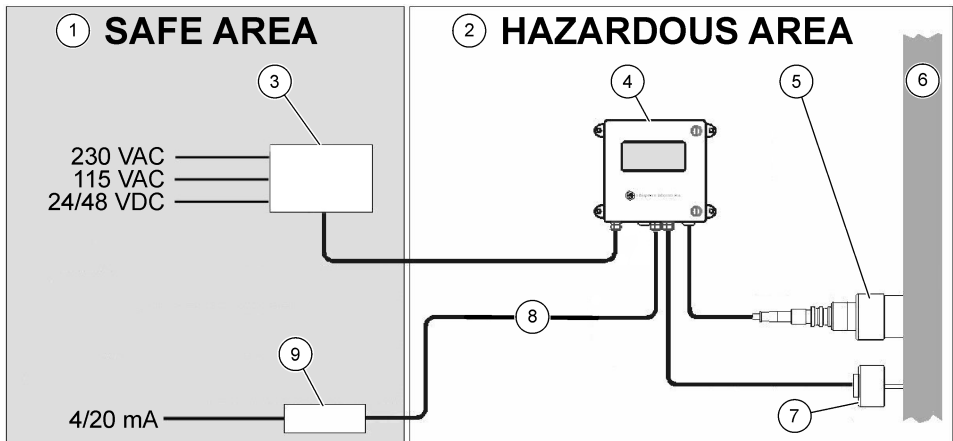 1 SAFE AREA
2 HAZARDOUS AREA
3
4
5
6
230 VAC
115 VAC
24/48 VDC
8
9
7
4/20 mA